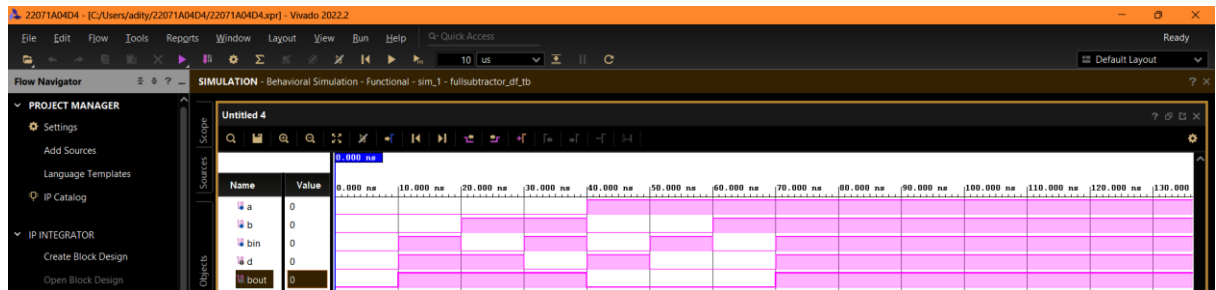 22071A04D4 - [C:/Users/adity/22071A04D4/22071A04D4.xpr] - Vivado 2022.2
File Edit Flow Tools Reports Window Layout View Run Help Q- Quick Access Ready
10 us Default Layout
Flow Navigator SIMULATION - Behavioral Simulation - Functional - sim_1 - fullsubtractor_df_tb
PROJECT MANAGER
Settings
Add Sources
Language Templates
IP Catalog
IP INTEGRATOR
Create Block Design
Open Block Design
Scope
Sources
Objects
Untitled 4
0.000 ns
Name Value 0.000 ns 10.000 ns 20.000 ns 30.000 ns 40.000 ns 50.000 ns 60.000 ns 70.000 ns 80.000 ns 90.000 ns 100.000 ns 110.000 ns 120.000 ns 130.000
a 0
b 0
bin 0
d 0
bout 0